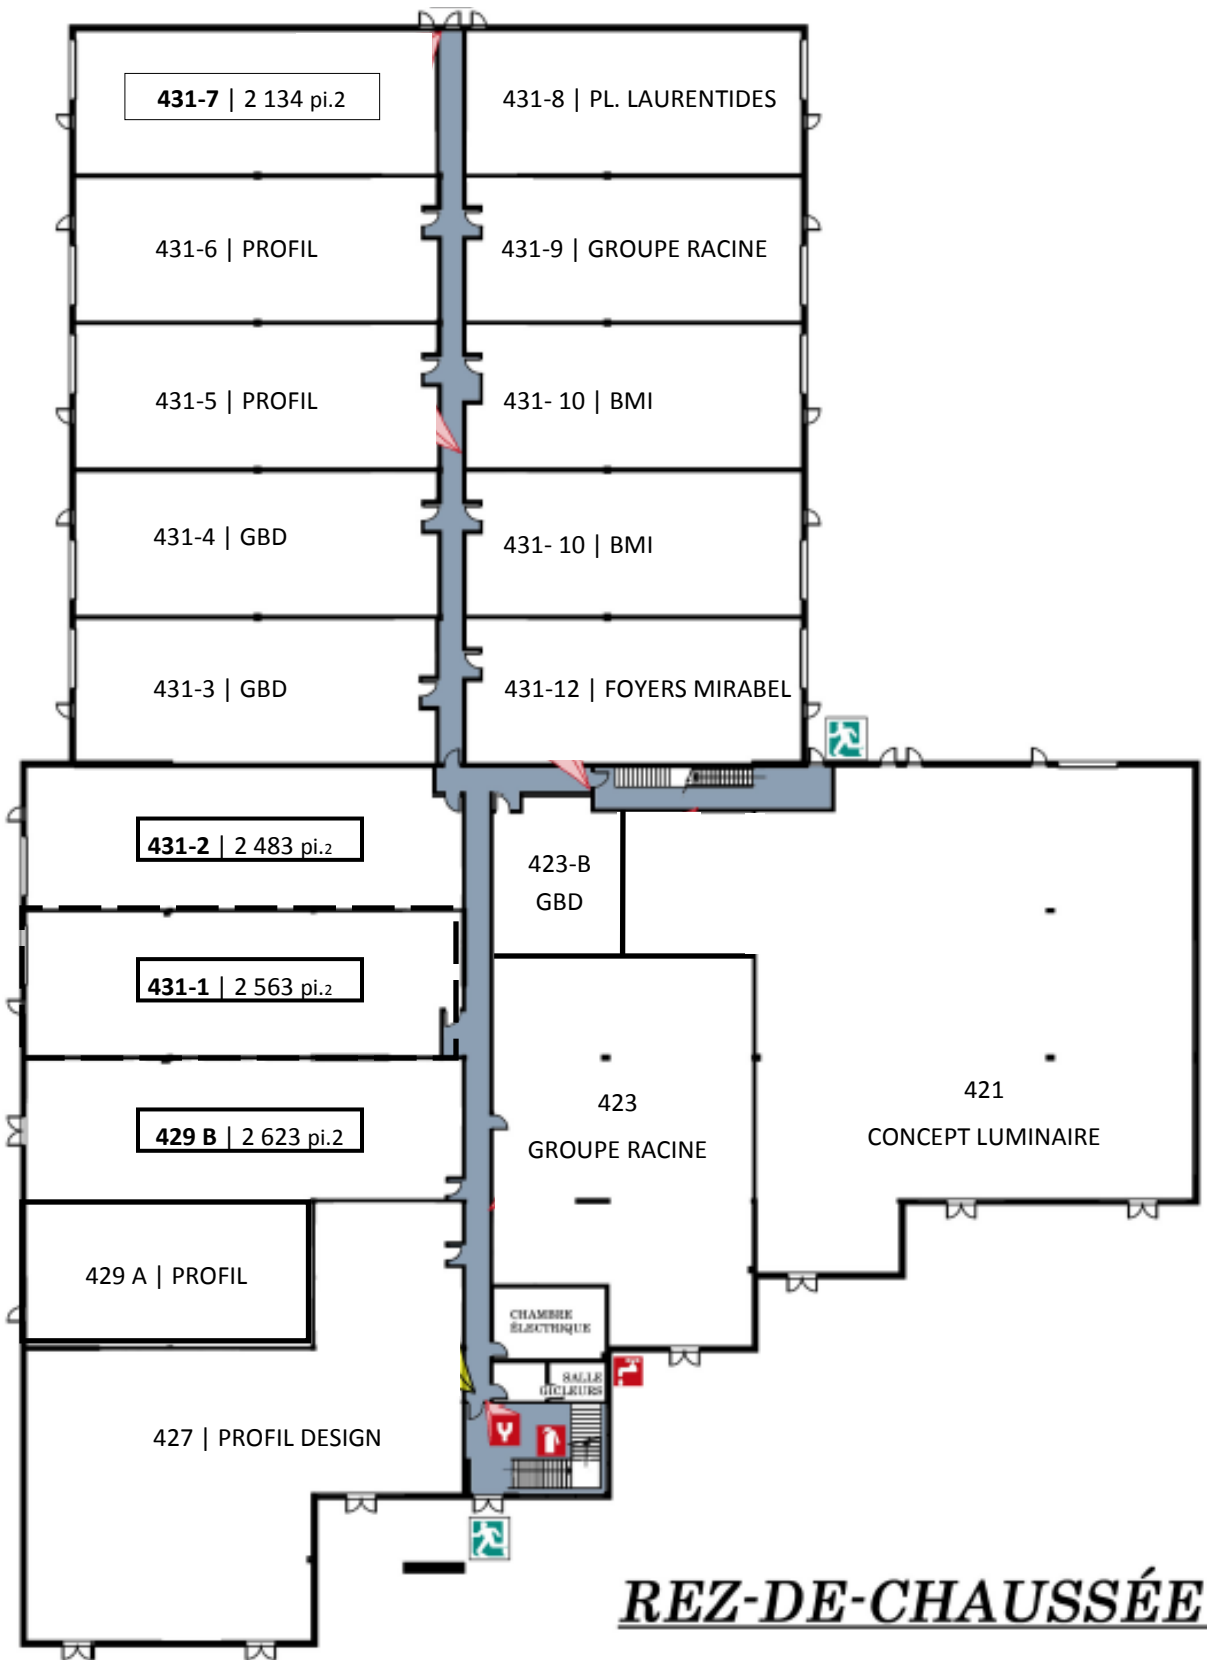 431-7 | 2 134 pi.2
431-8 | PL. LAURENTIDES
431-6 | PROFIL
431-9 | GROUPE RACINE
431-5 | PROFIL
431- 10 | BMI
431-4 | GBD
431- 10 | BMI
431-3 | GBD
431-12 | FOYERS MIRABEL
431-2 | 2 483 pi.2
423-B
GBD
431-1 | 2 563 pi.2
429 B | 2 623 pi.2
423
GROUPE RACINE
421
CONCEPT LUMINAIRE
429 A | PROFIL
CHAMBRE
ÉLECTRIQUE
SALLE
GICLEURS
427 | PROFIL DESIGN
REZ-DE-CHAUSSÉE